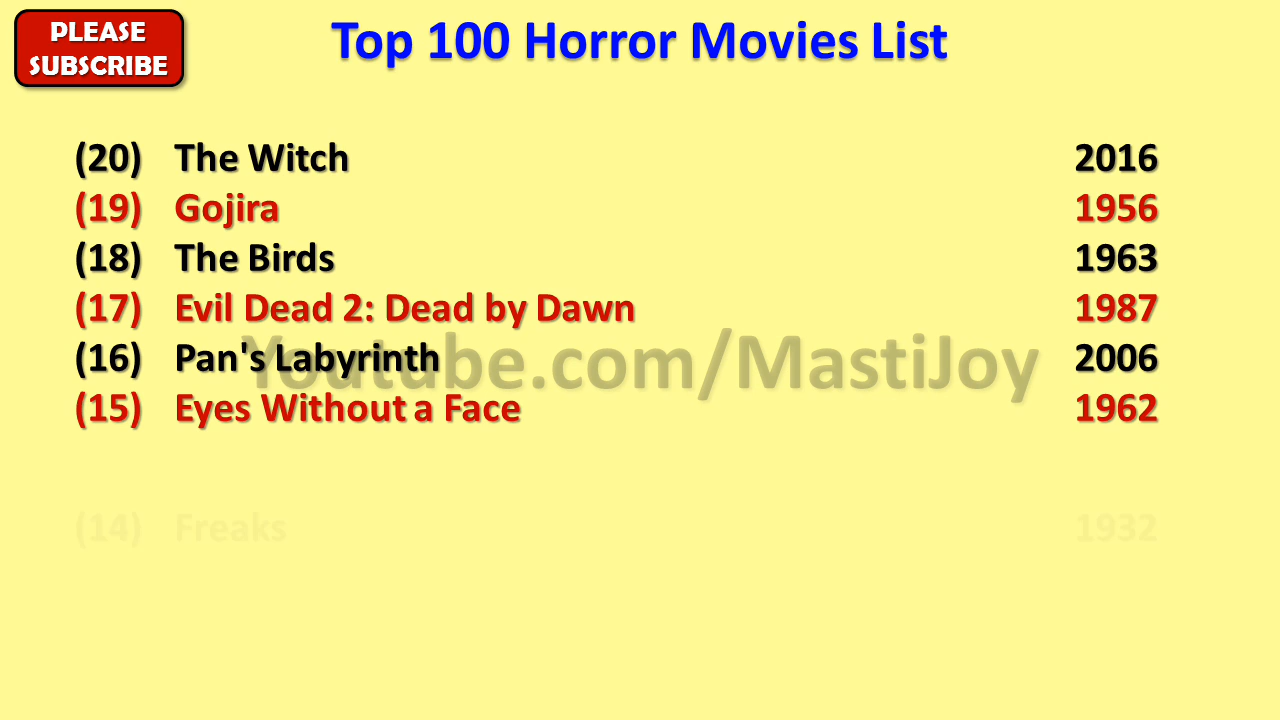 PLEASE
SUBSCRIBE
Top 100 Horror Movies List
(20) The Witch 2016
(19) Gojira 1956
(18) The Birds 1963
(17) Evil Dead 2: Dead by Dawn 1987
Youtube.com/MastiJoy
(16) Pan's Labyrinth 2006
(15) Eyes Without a Face 1962
(14) Freaks 1932